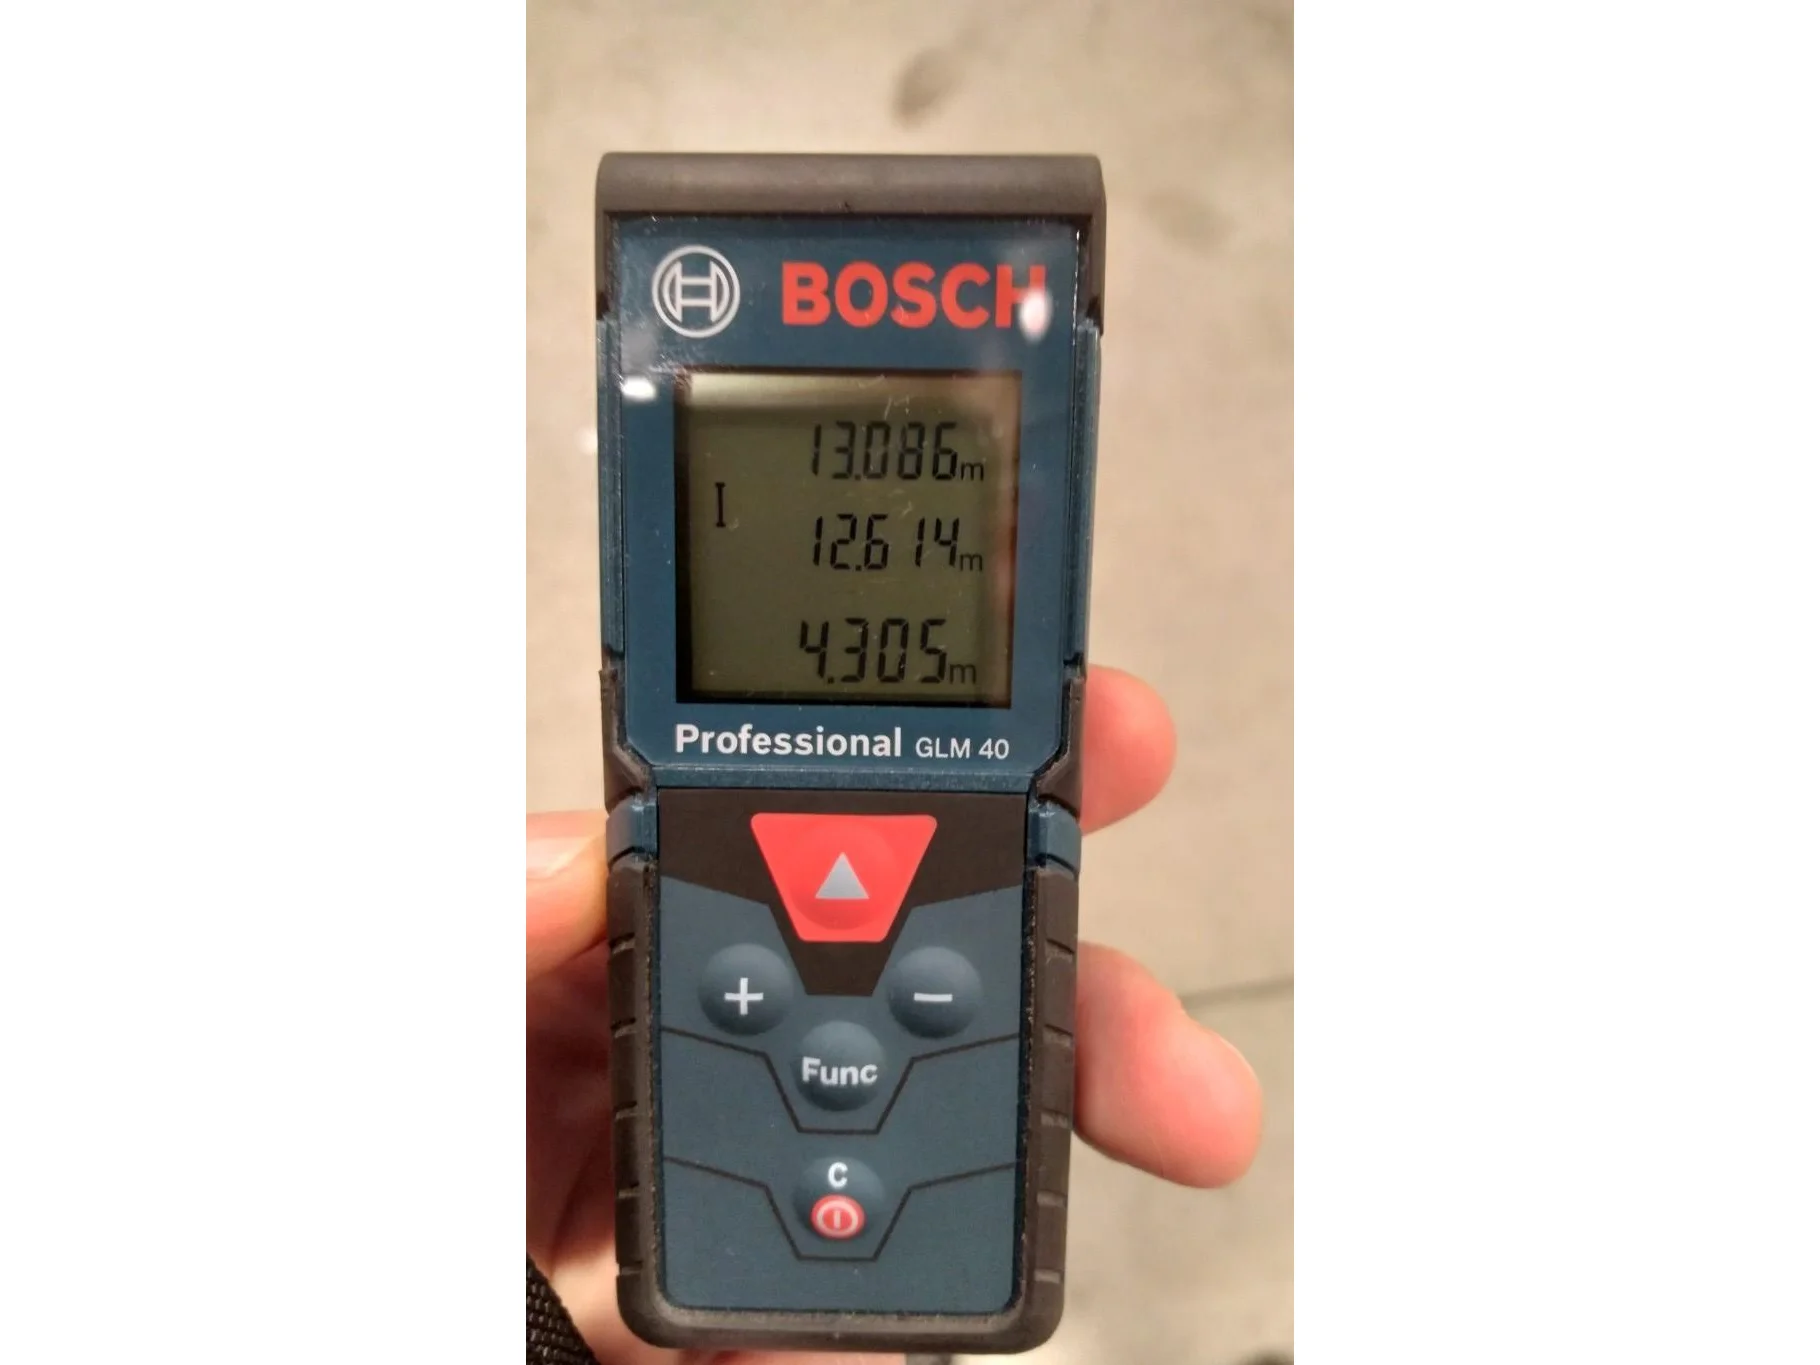 BOSCH
13.086m
12.614m
4.305m
Professional GLM 40
+ −
Func
C